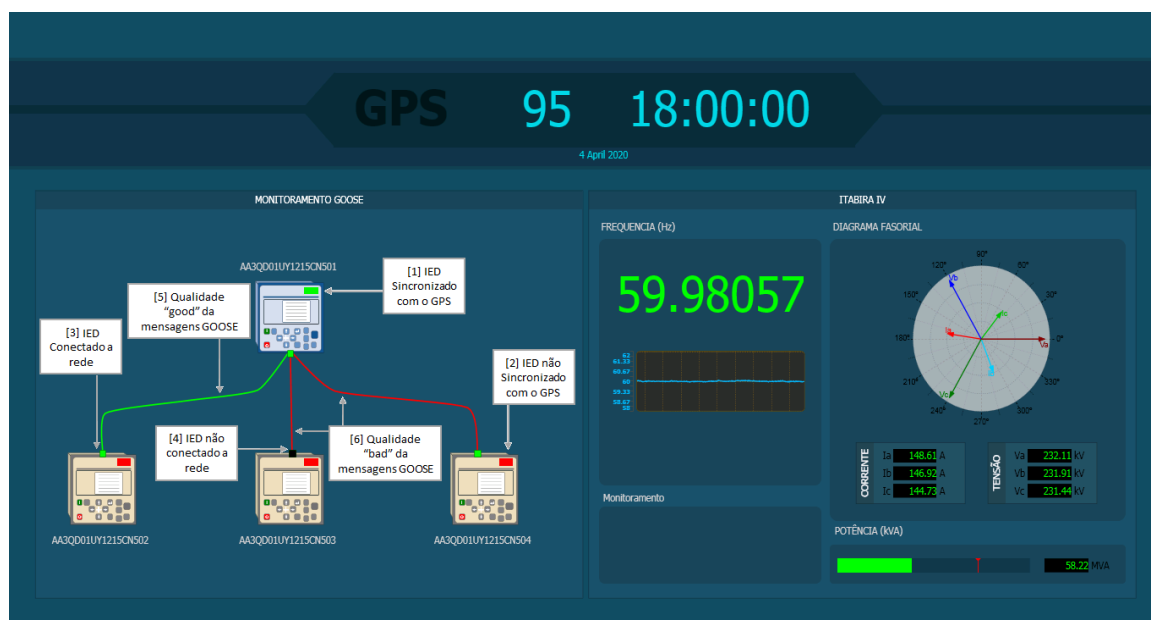 GPS 95 18:00:00
4 April 2020
MONITORAMENTO GOOSE
AA3QD01UY1215CN501
[1] IED
Sincronizado
com o GPS
[5] Qualidade
“good” da
mensagens GOOSE
[3] IED
Conectado a
rede
[2] IED não
Sincronizado
com o GPS
[4] IED não
conectado a
rede
[6] Qualidade
“bad” da
mensagens GOOSE
AA3QD01UY1215CN502
AA3QD01UY1215CN503
AA3QD01UY1215CN504
ITABIRA IV
FREQUENCIA (Hz)
59.98057
62
61.33
60.67
60
59.33
58.67
58
Monitoramento
DIAGRAMA FASORIAL
90°
120°
60°
150°
30°
180°
0°
210°
330°
240°
300°
270°
Vb
Ic
Ia
Va
Vc
CORRENTE
Ia 148.61 A
Ib 146.92 A
Ic 144.73 A
TENSÃO
Va 232.11 kV
Vb 231.91 kV
Vc 231.44 kV
POTÊNCIA (kVA)
58.22 MVA